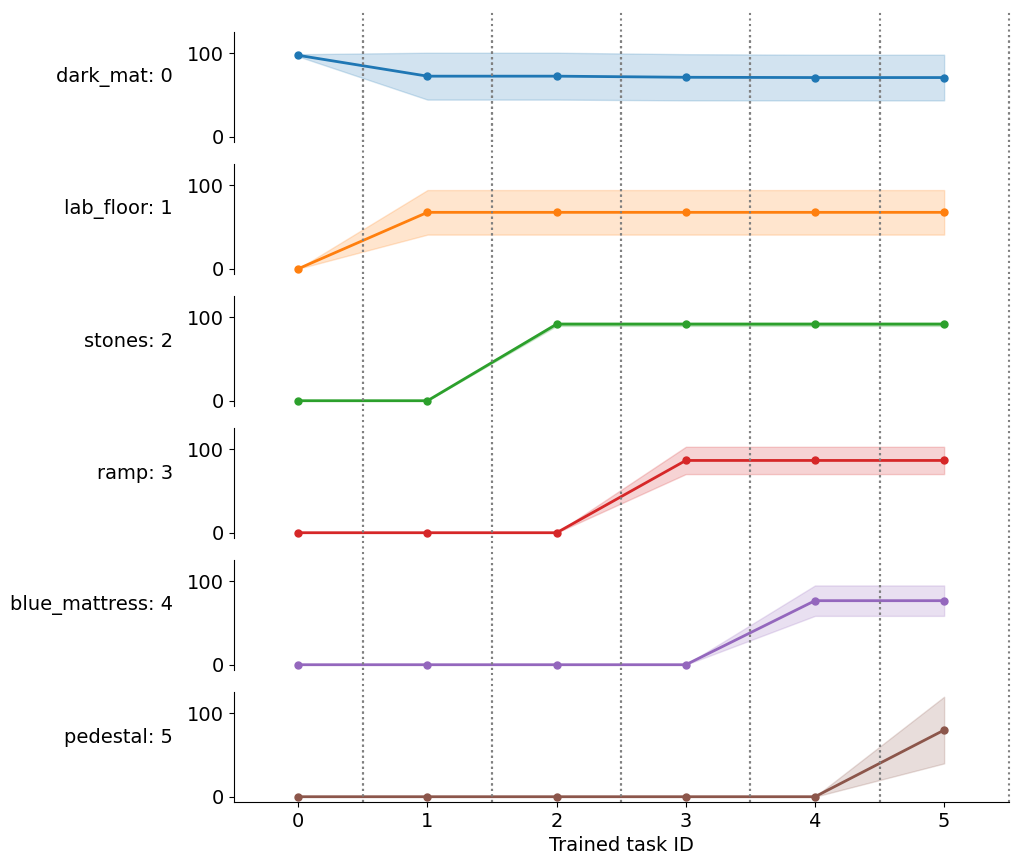 100
dark_mat: 0
0
100
lab_floor: 1
0
100
stones: 2
0
100
ramp: 3
0
100
blue_mattress: 4
0
100
pedestal: 5
0
0 1 2 3 4 5
Trained task ID